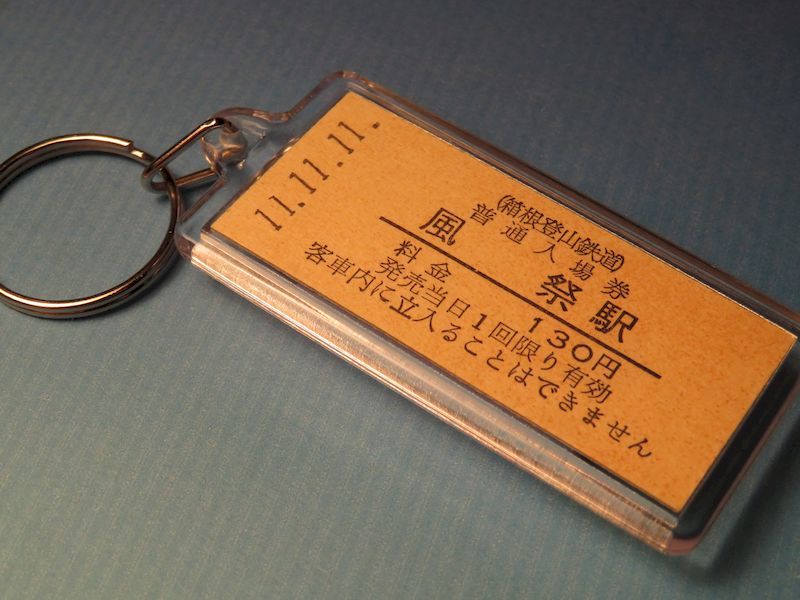 11.11.11.
(箱根登山鉄道)
普通入場券
風祭駅
料金 130円
発売当日1回限り有効
客車内に立入ることはできません